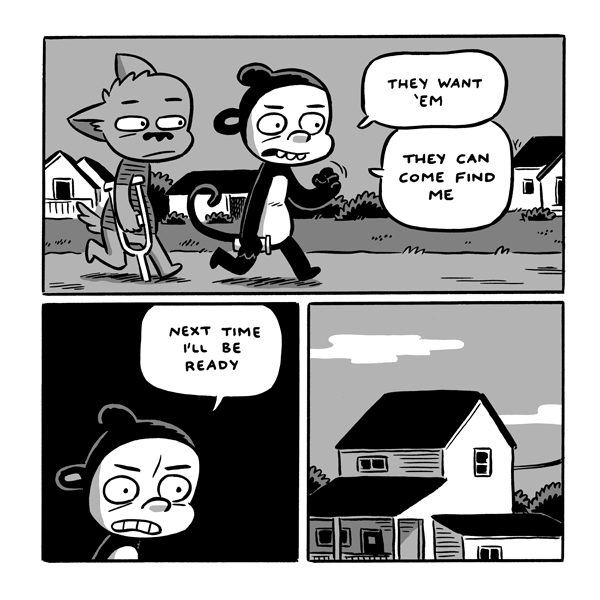 THEY WANT
'EM
THEY CAN
COME FIND
ME
NEXT TIME
I'LL BE
READY